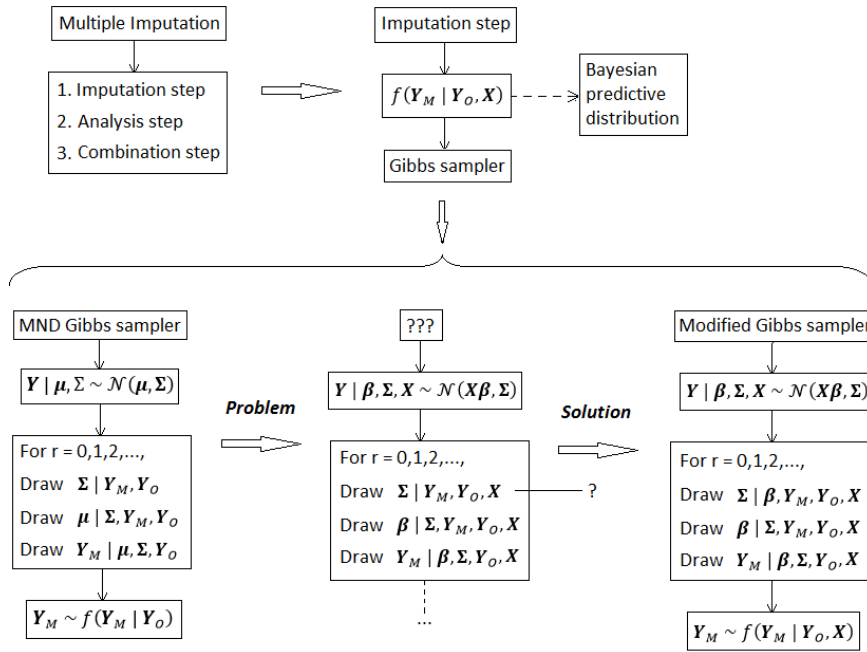 Multiple Imputation
1. Imputation step
2. Analysis step
3. Combination step
Imputation step
f(Y_M | Y_O, X)
Bayesian
predictive
distribution
Gibbs sampler
MND Gibbs sampler
Y | μ, Σ ~ N(μ, Σ)
For r = 0,1,2,...,
Draw Σ | Y_M, Y_O
Draw μ | Σ, Y_M, Y_O
Draw Y_M | μ, Σ, Y_O
Y_M ~ f(Y_M | Y_O)
Problem
???
Y | β, Σ, X ~ N(Xβ, Σ)
For r = 0,1,2,...,
Draw Σ | Y_M, Y_O, X
?
Draw β | Σ, Y_M, Y_O, X
Draw Y_M | β, Σ, Y_O, X
...
Solution
Modified Gibbs sampler
Y | β, Σ, X ~ N(Xβ, Σ)
For r = 0,1,2,...,
Draw Σ | β, Y_M, Y_O, X
Draw β | Σ, Y_M, Y_O, X
Draw Y_M | β, Σ, Y_O, X
Y_M ~ f(Y_M | Y_O, X)